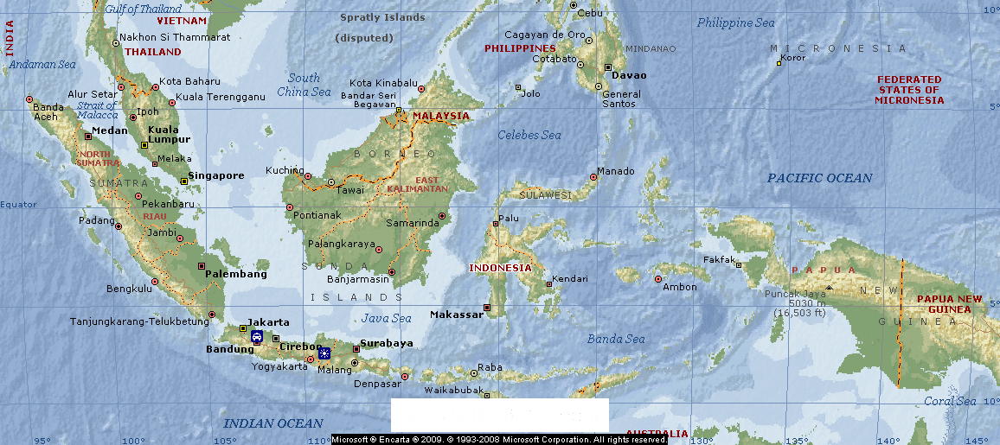 Gulf of Thailand
VIETNAM
Spratly Islands
(disputed)
Cebu
Philippine Sea
10°
INDIA
Nakhon Si Thammarat
THAILAND
Cagayan de Oro
PHILIPPINES
MINDANAO
Cotabato
MICRONESIA
Koror
Andaman Sea
South
China Sea
Davao
FEDERATED
STATES OF
MICRONESIA
Kota Baharu
Alur Setar
Kuala Terengganu
Kota Kinabalu
Bandar Seri
Begawan
Jolo
General
Santos
Banda
Aceh
Strait of
Malacca
Ipoh
MALAYSIA
5°
Medan
Kuala
Lumpur
Celebes Sea
NORTH
SUMATRA
Melaka
BORNEO
Singapore
Kuching
Manado
SUMATRA
Tawai
EAST
KALIMANTAN
SULAWESI
PACIFIC OCEAN
Equator
Pekanbaru
RIAU
Padang
Pontianak
Samarinda
Palu
Jambi
Palangkaraya
Palembang
SUNDA
INDONESIA
Fakfak
PAPUA
Bengkulu
Banjarmasin
Kendari
Ambon
ISLANDS
Puncak Jaya
5030 m
(16,503 ft)
NEW
GUINEA
PAPUA NEW
GUINEA
5°
Tanjungkarang-Telukbetung
Java Sea
Makassar
Jakarta
Bandung
Cirebon
Surabaya
Banda Sea
Yogyakarta
Malang
Denpasar
Raba
Waikabubak
Coral Sea
10°
INDIAN OCEAN
AUSTRALIA
95°
100°
105°
110°
130°
135°
140°
145°
Microsoft ® Encarta ® 2009. © 1993-2008 Microsoft Corporation. All rights reserved.